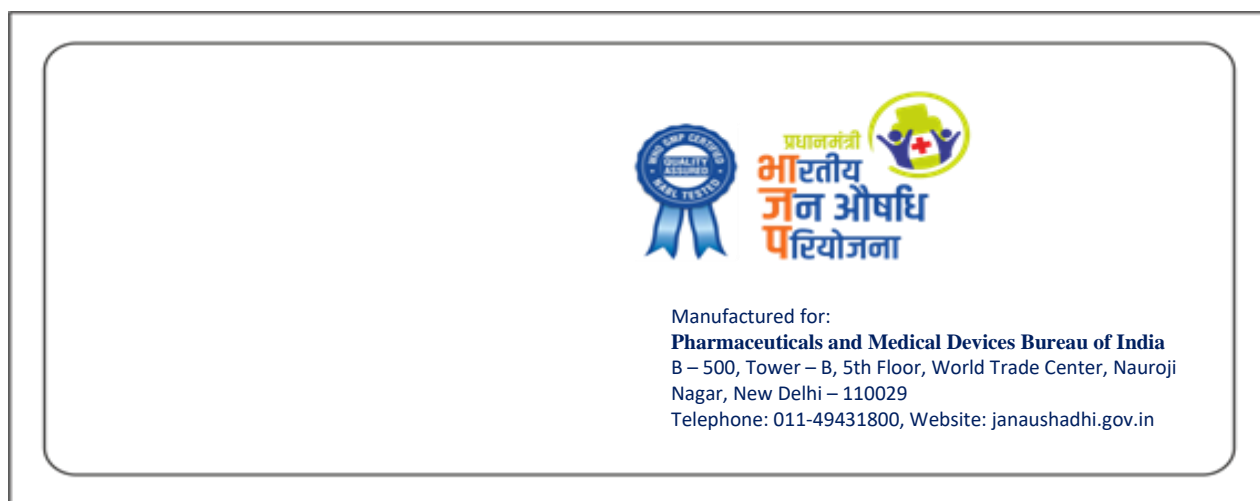 WHO GMP CERTIFIED
QUALITY
ASSURED
NABL TESTED
प्रधानमंत्री
भारतीय
जन औषधि
परियोजना
Manufactured for:
Pharmaceuticals and Medical Devices Bureau of India
B – 500, Tower – B, 5th Floor, World Trade Center, Nauroji
Nagar, New Delhi – 110029
Telephone: 011-49431800, Website: janaushadhi.gov.in